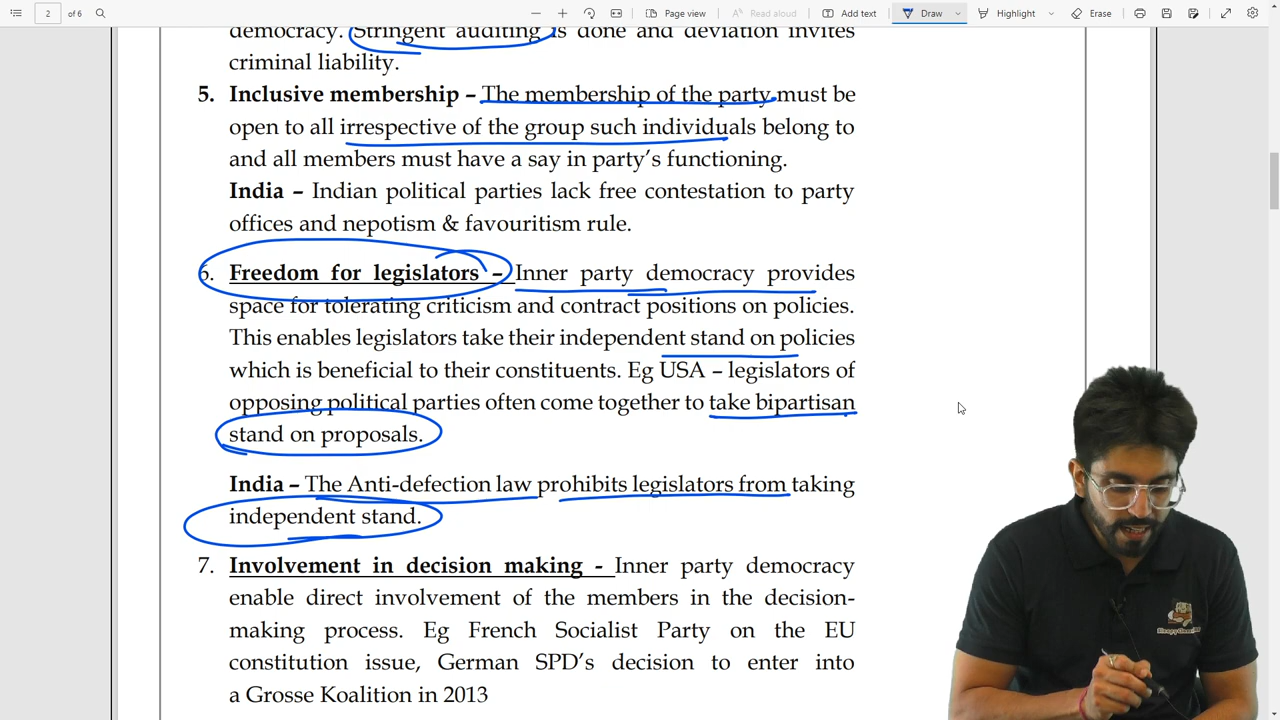 2 of 6
Page view
Read aloud
Add text
Draw
Highlight
Erase
democracy. Stringent auditing is done and deviation invites
criminal liability.
5. Inclusive membership – The membership of the party must be
open to all irrespective of the group such individuals belong to
and all members must have a say in party's functioning.
India – Indian political parties lack free contestation to party
offices and nepotism & favouritism rule.
6. Freedom for legislators – Inner party democracy provides
space for tolerating criticism and contract positions on policies.
This enables legislators take their independent stand on policies
which is beneficial to their constituents. Eg USA – legislators of
opposing political parties often come together to take bipartisan
stand on proposals.
India – The Anti-defection law prohibits legislators from taking
independent stand.
7. Involvement in decision making - Inner party democracy
enable direct involvement of the members in the decision-
making process. Eg French Socialist Party on the EU
constitution issue, German SPD's decision to enter into
a Grosse Koalition in 2013